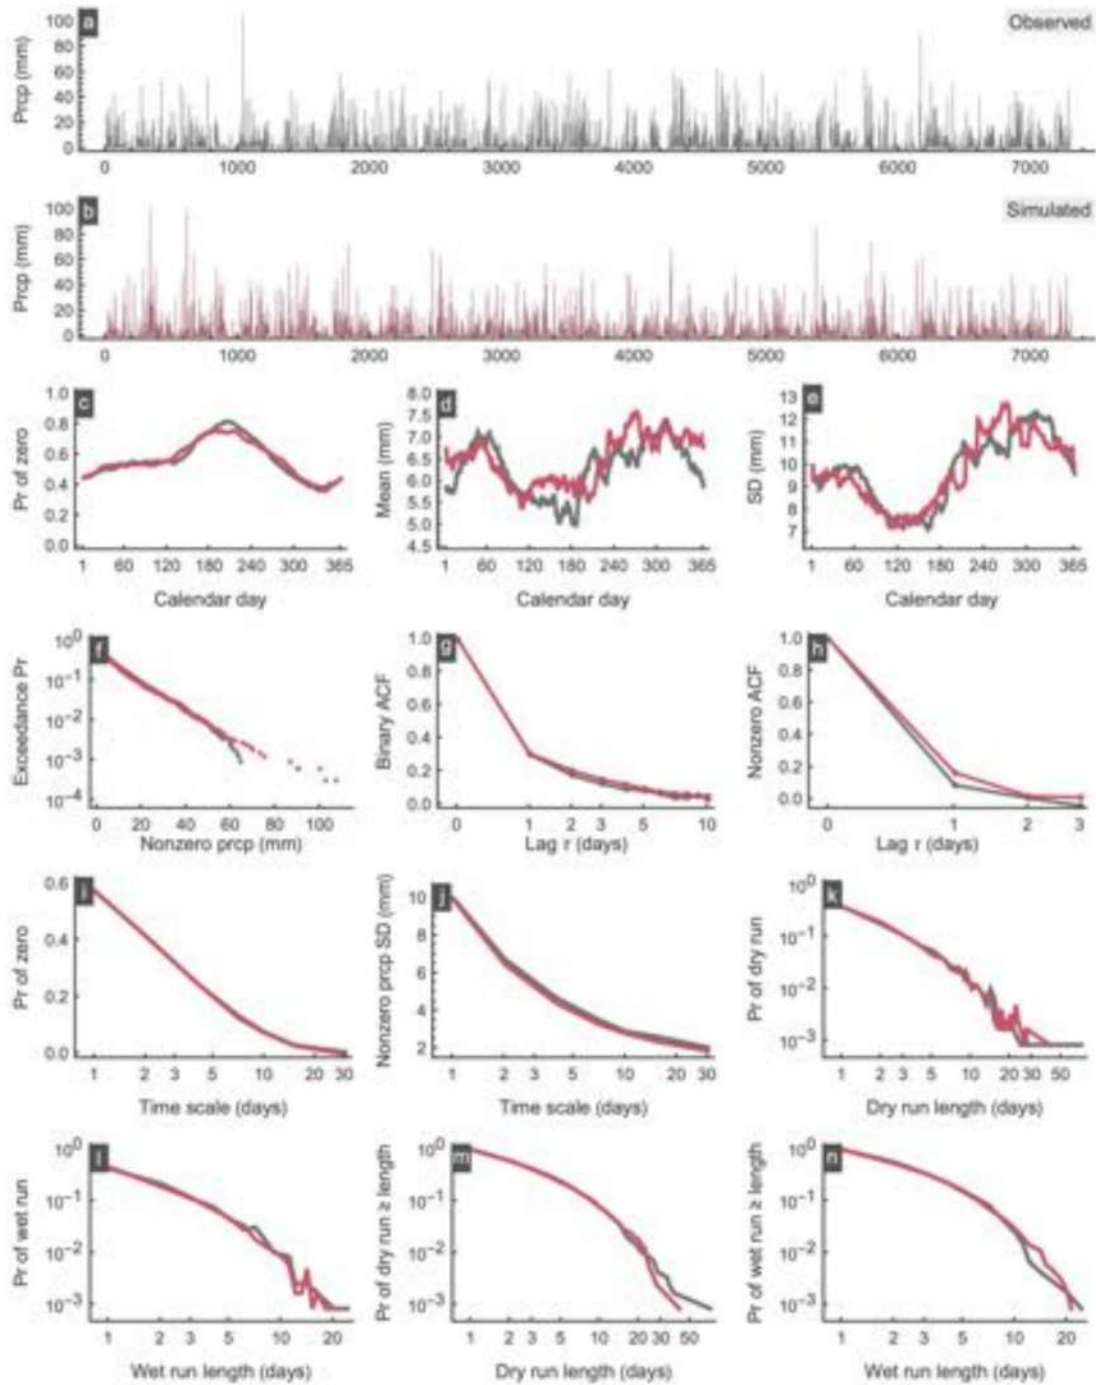 a
Observed
Prcp (mm)
100
80
60
40
20
0
0 1000 2000 3000 4000 5000 6000 7000
b
Simulated
Prcp (mm)
100
80
60
40
20
0
0 1000 2000 3000 4000 5000 6000 7000
c
Pr of zero
1.0
0.8
0.6
0.4
0.2
0.0
1 60 120 180 240 300 365
Calendar day
d
Mean (mm)
8.0
7.5
7.0
6.5
6.0
5.5
5.0
4.5
1 60 120 180 240 300 365
Calendar day
e
SD (mm)
13
12
11
10
9
8
7
1 60 120 180 240 300 365
Calendar day
f
Exceedance Pr
10⁰
10⁻¹
10⁻²
10⁻³
10⁻⁴
0 20 40 60 80 100
Nonzero prcp (mm)
g
Binary ACF
1.0
0.8
0.6
0.4
0.2
0.0
0 1 2 3 5 10
Lag τ (days)
h
Nonzero ACF
1.0
0.8
0.6
0.4
0.2
0.0
0 1 2 3
Lag τ (days)
i
Pr of zero
0.6
0.4
0.2
0.0
1 2 3 5 10 20 30
Time scale (days)
j
Nonzero prcp SD (mm)
10
8
6
4
2
1 2 3 5 10 20 30
Time scale (days)
k
Pr of dry run
10⁰
10⁻¹
10⁻²
10⁻³
1 2 3 5 10 20 30 50
Dry run length (days)
l
Pr of wet run
10⁰
10⁻¹
10⁻²
10⁻³
1 2 3 5 10 20
Wet run length (days)
m
Pr of dry run ≥ length
10⁰
10⁻¹
10⁻²
10⁻³
1 2 3 5 10 20 30 50
Dry run length (days)
n
Pr of wet run ≥ length
10⁰
10⁻¹
10⁻²
10⁻³
1 2 3 5 10 20
Wet run length (days)